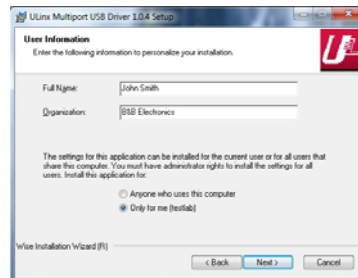 ULinx Multiport USB Driver 1.0.4 Setup
User Information
Enter the following information to personalize your installation.
Full Name:
John Smith
Organization:
B&B Electronics
The settings for this application can be installed for the current user or for all users that
share this computer. You must have administrator rights to install the settings for all
users. Install this application for:
Anyone who uses this computer
Only for me (testlab)
Wise Installation Wizard (R)
< Back Next > Cancel